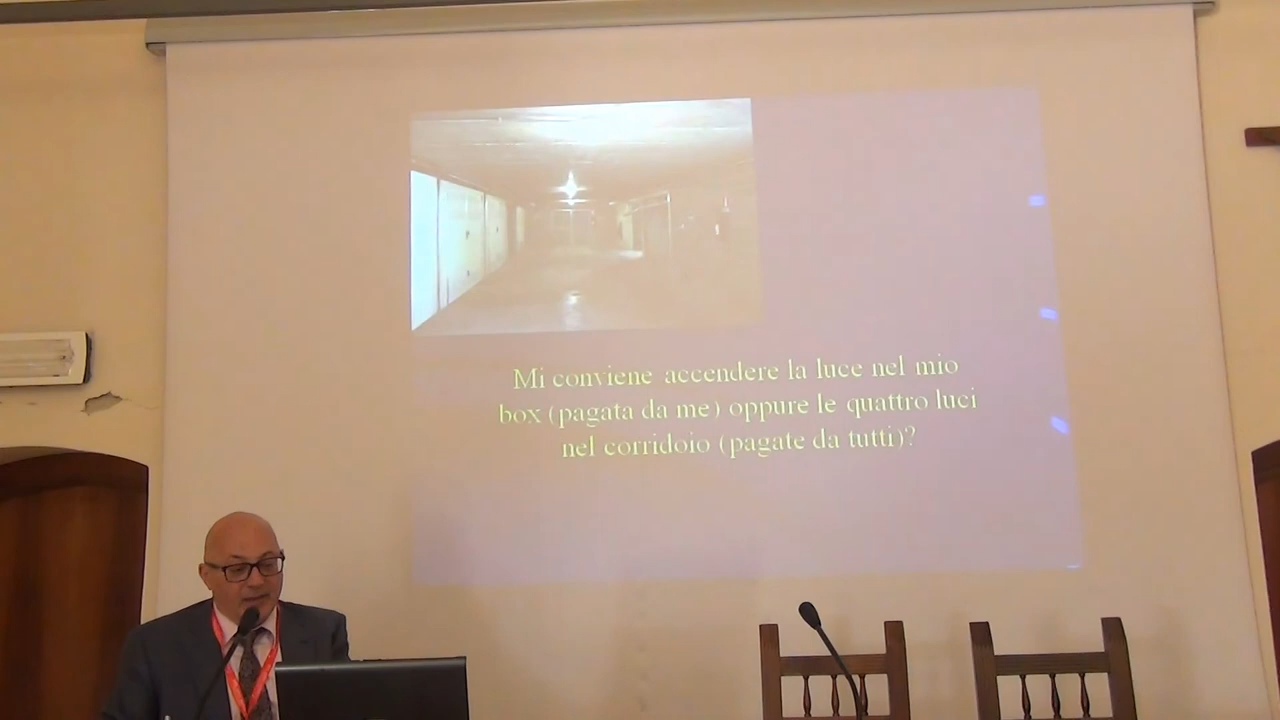 Mi conviene accendere la luce nel mio
box (pagata da me) oppure le quattro luci
nel corridoio (pagate da tutti)?